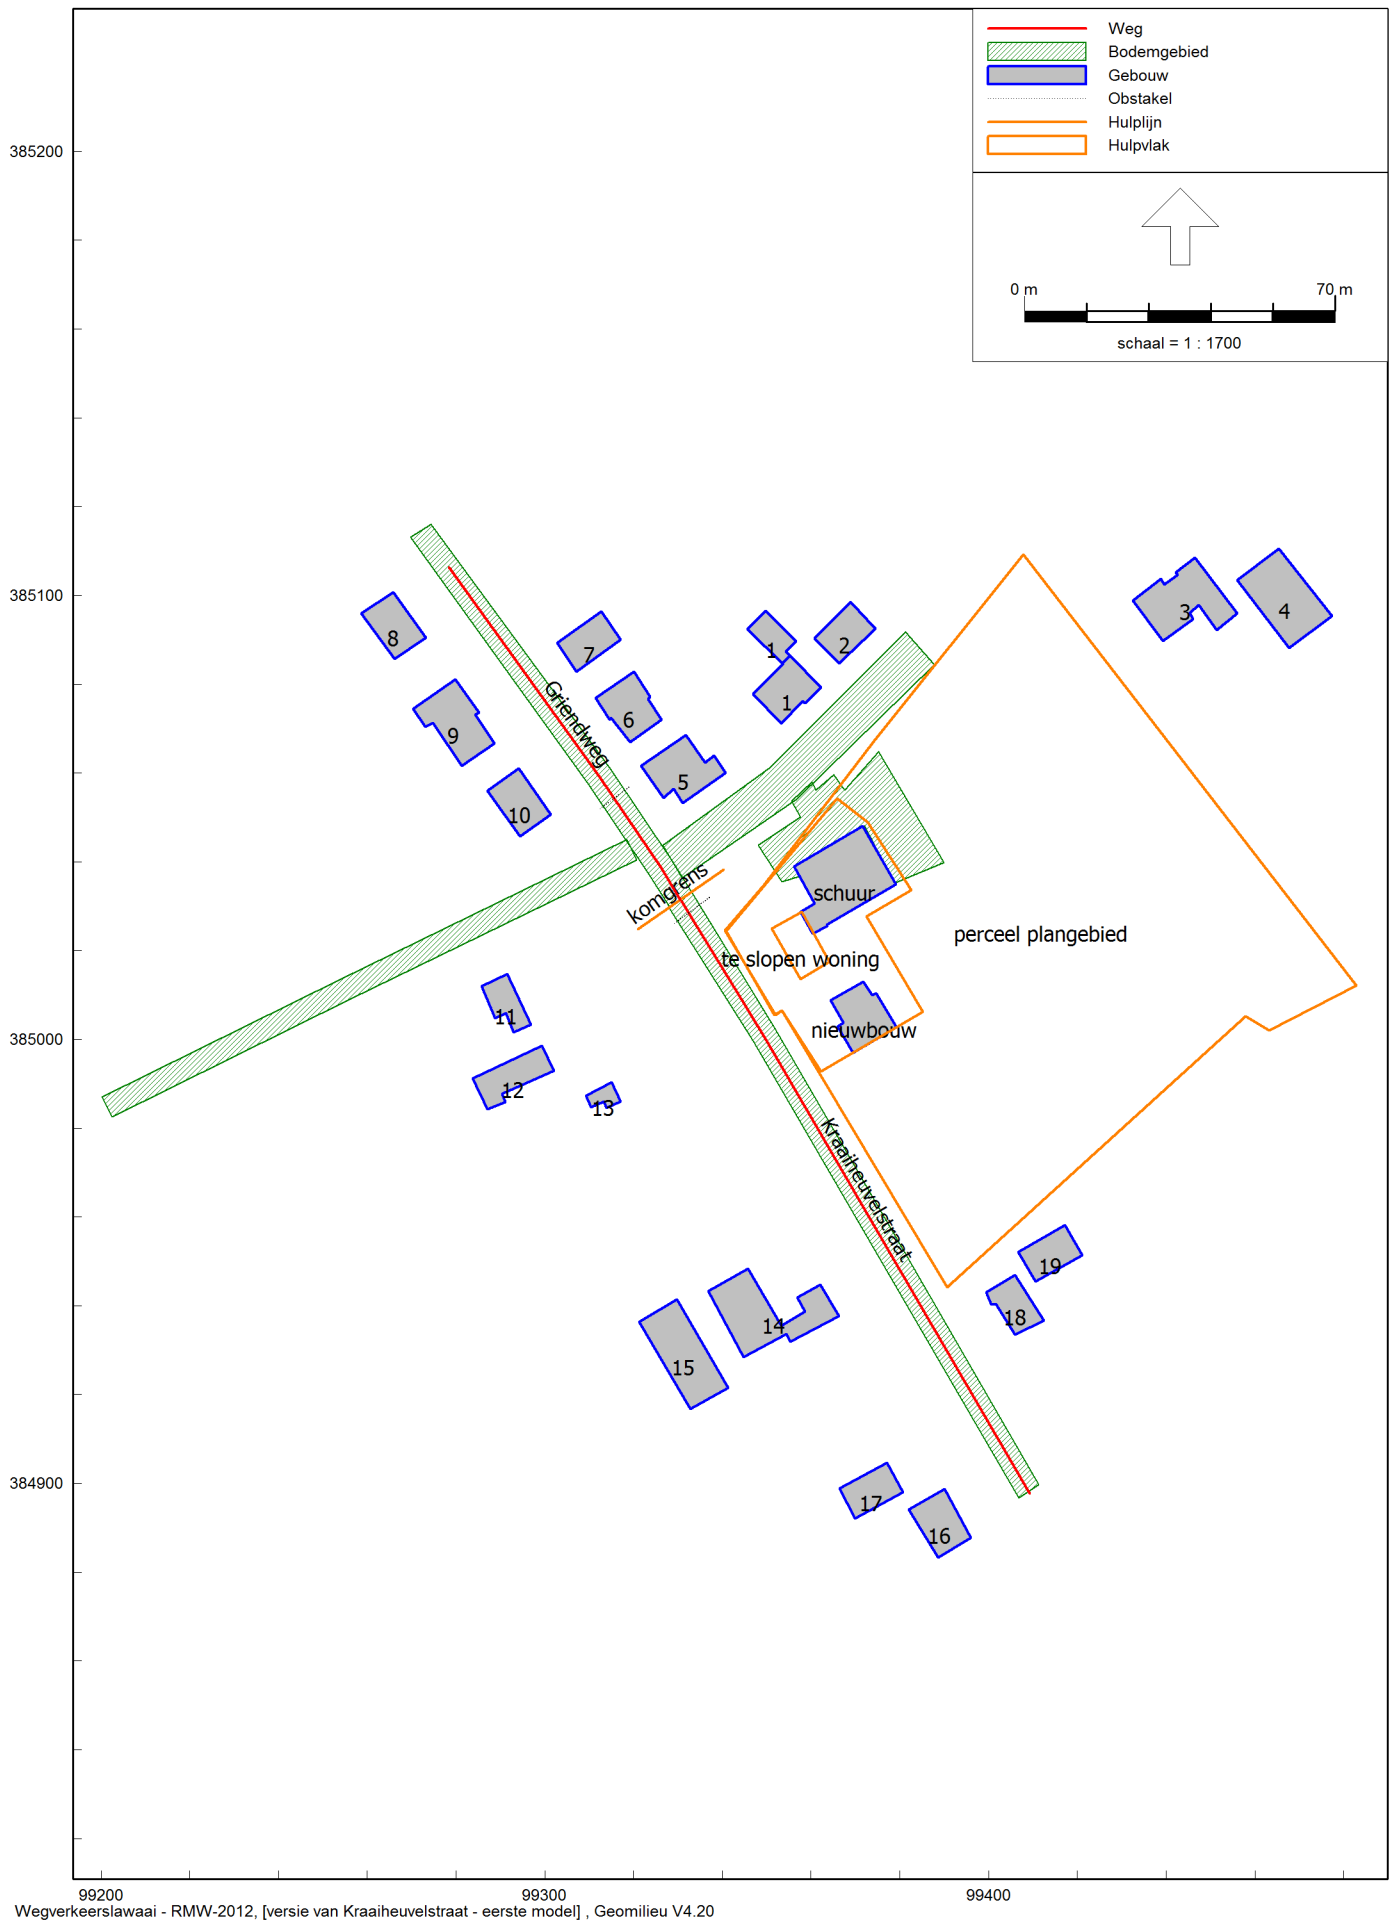 Weg
Bodemgebied
Gebouw
Obstakel
Hulplijn
Hulpvlak
385200
0 m 70 m
schaal = 1 : 1700
385100
3
4
8
7
1
2
1
6
Griendweg
9
5
10
komgrens
schuur
perceel plangebied
te slopen woning
385000
11
nieuwbouw
12
13
Kraaiheuvelstraat
19
18
14
15
384900
17
16
99200 99300 99400
Wegverkeerslawaai - RMW-2012, [versie van Kraaiheuvelstraat - eerste model] , Geomilieu V4.20